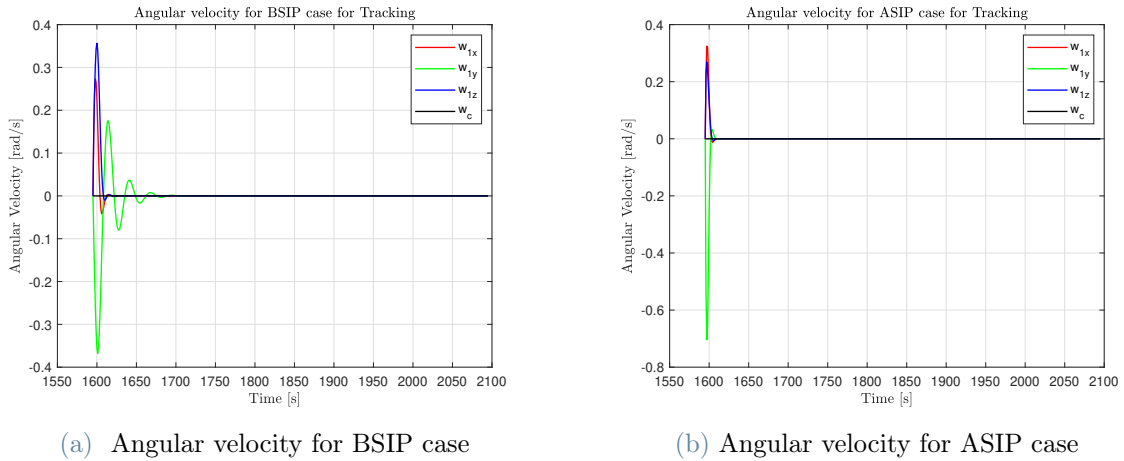 Angular velocity for BSIP case for Tracking
0.4
0.3
0.2
0.1
0
-0.1
-0.2
-0.3
-0.4
Angular Velocity [rad/s]
w1x
w1y
w1z
wc
1550 1600 1650 1700 1750 1800 1850 1900 1950 2000 2050 2100
Time [s]
(a) Angular velocity for BSIP case
Angular velocity for ASIP case for Tracking
0.4
0.2
0
-0.2
-0.4
-0.6
-0.8
Angular Velocity [rad/s]
w1x
w1y
w1z
wc
1550 1600 1650 1700 1750 1800 1850 1900 1950 2000 2050 2100
Time [s]
(b) Angular velocity for ASIP case